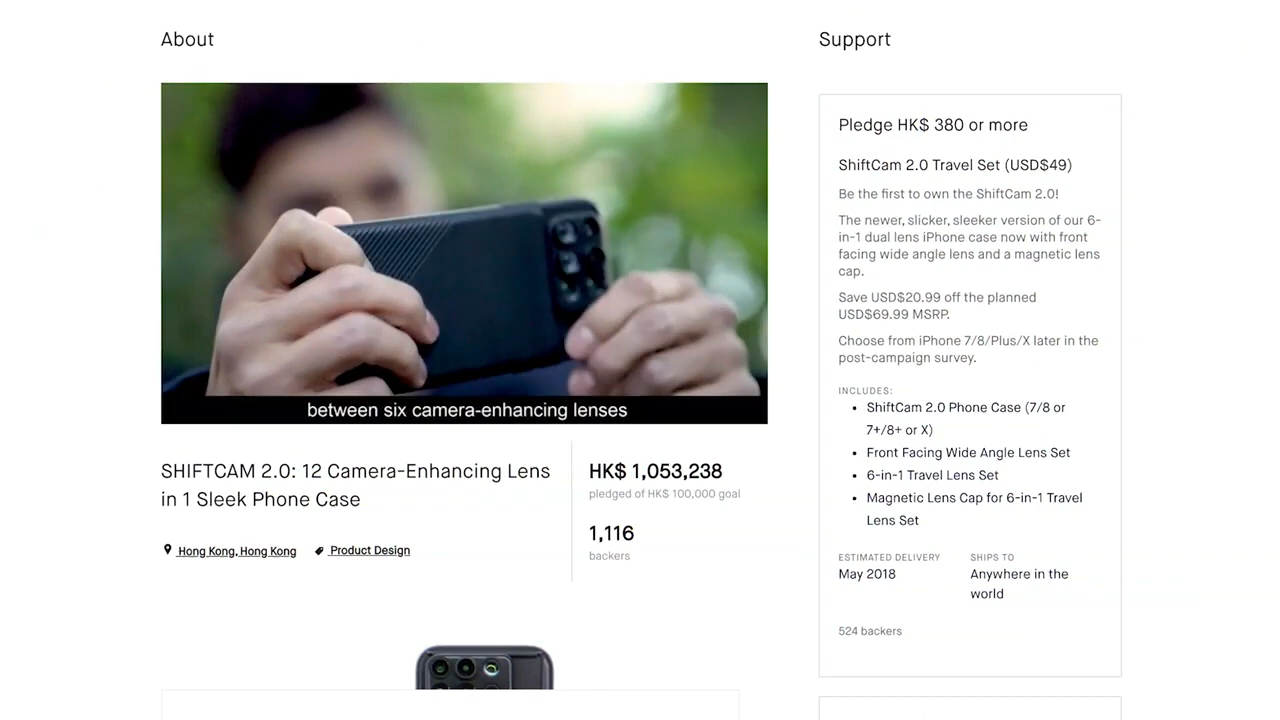 About
between six camera-enhancing lenses
SHIFTCAM 2.0: 12 Camera-Enhancing Lens
in 1 Sleek Phone Case
Hong Kong, Hong Kong
Product Design
HK$ 1,053,238
pledged of HK$ 100,000 goal
1,116
backers
Support
Pledge HK$ 380 or more
ShiftCam 2.0 Travel Set (USD$49)
Be the first to own the ShiftCam 2.0!
The newer, slicker, sleeker version of our 6-
in-1 dual lens iPhone case now with front
facing wide angle lens and a magnetic lens
cap.
Save USD$20.99 off the planned
USD$69.99 MSRP.
Choose from iPhone 7/8/Plus/X later in the
post-campaign survey.
INCLUDES:
• ShiftCam 2.0 Phone Case (7/8 or
7+/8+ or X)
• Front Facing Wide Angle Lens Set
• 6-in-1 Travel Lens Set
• Magnetic Lens Cap for 6-in-1 Travel
Lens Set
ESTIMATED DELIVERY
May 2018
SHIPS TO
Anywhere in the
world
524 backers